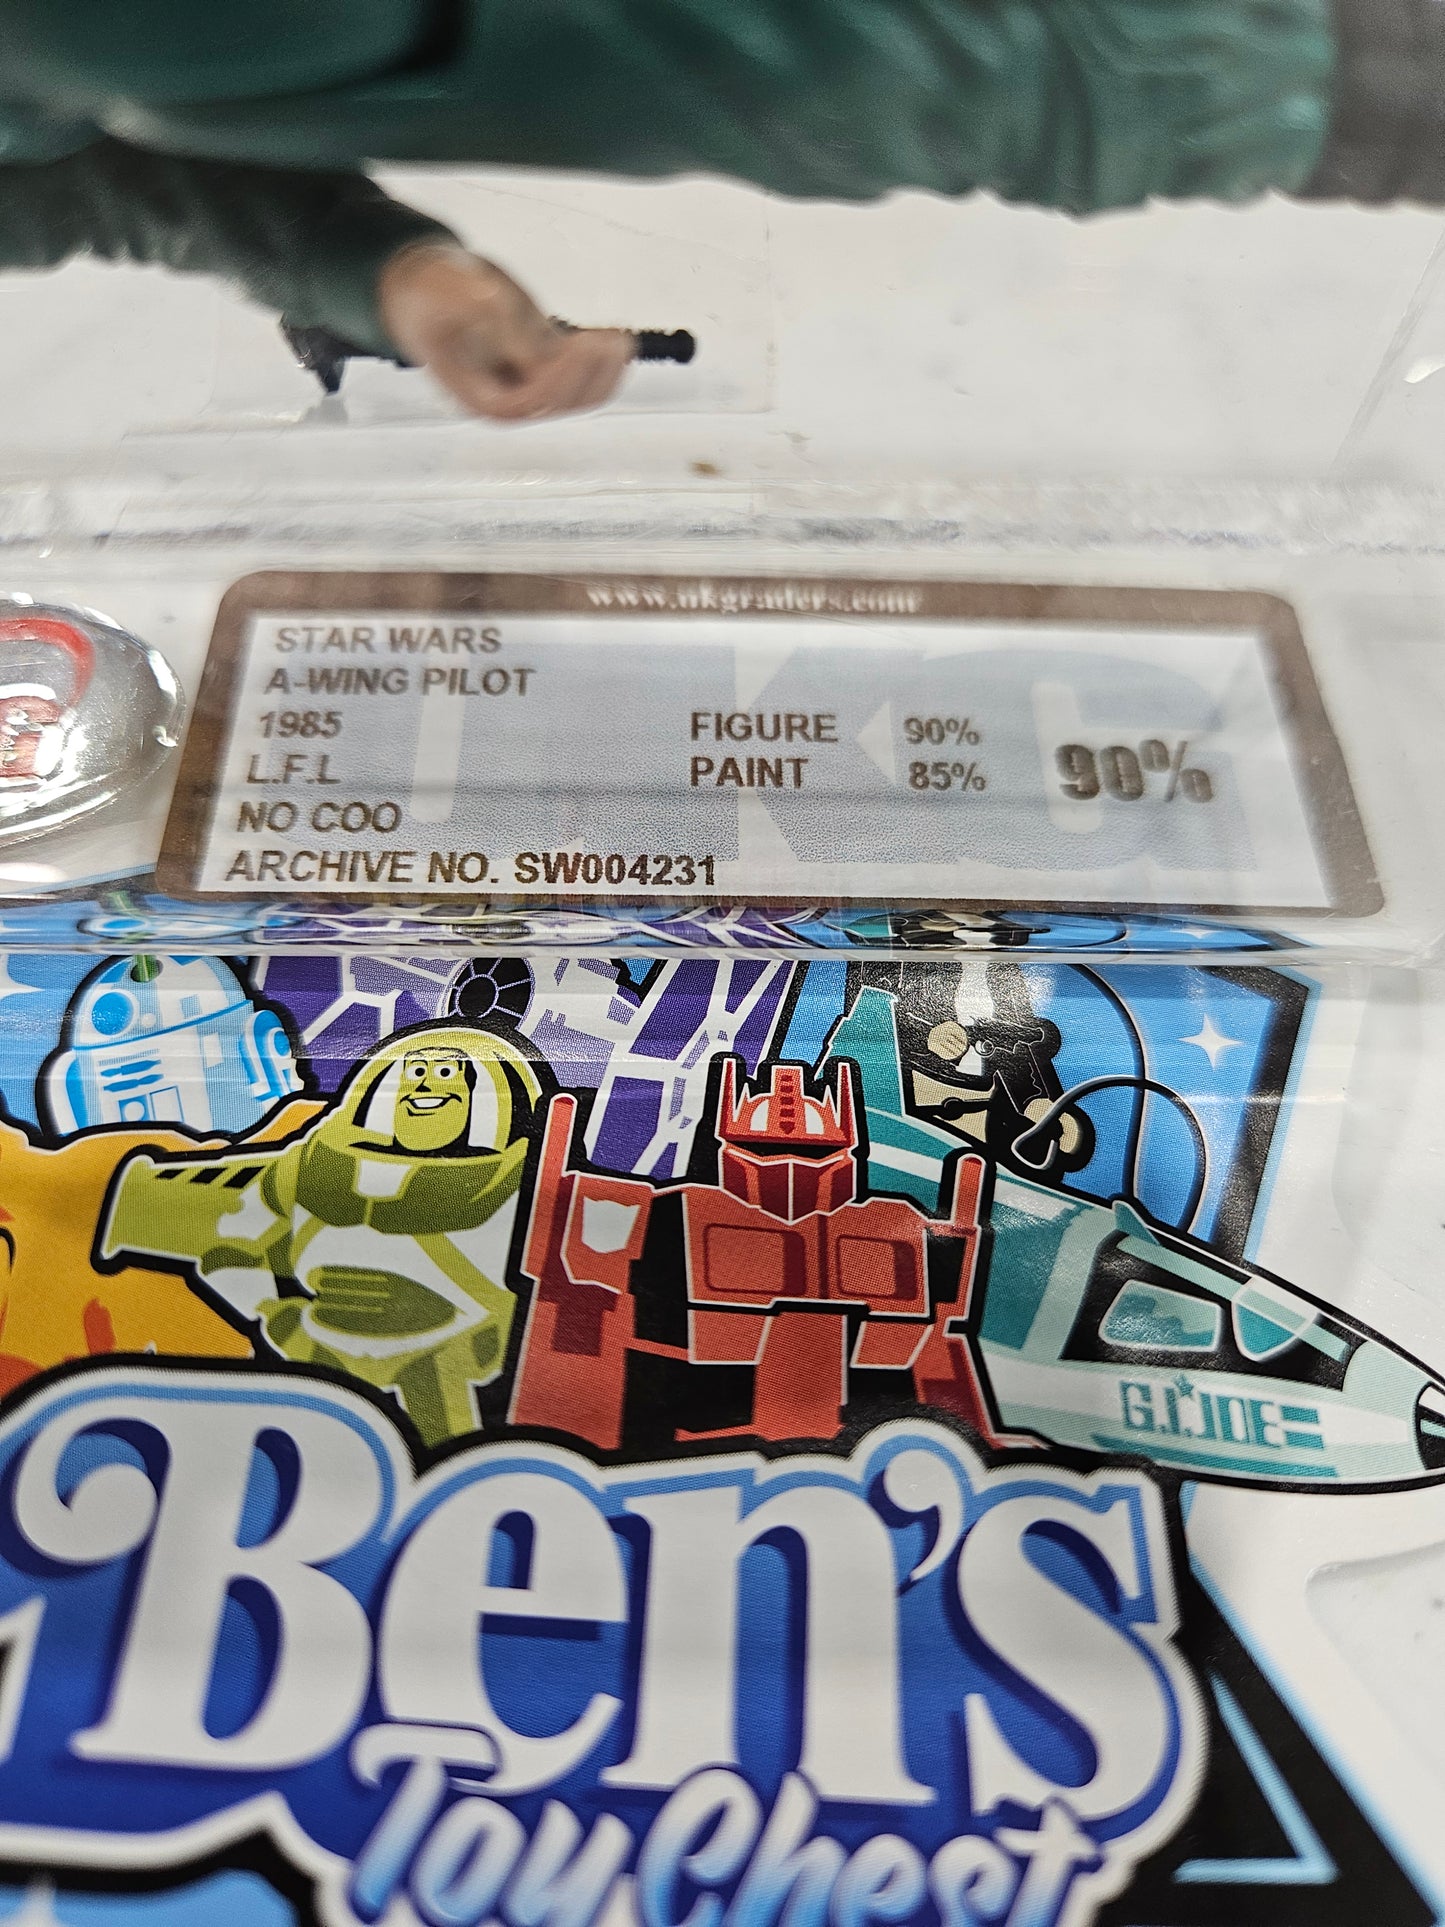 www.ukgraders.com
STAR WARS
A-WING PILOT
1985
L.F.L
NO COO
ARCHIVE NO. SW004231
FIGURE 90%
PAINT 85%
90%
UKG
G.I.JOE
Ben's
Toy Chest